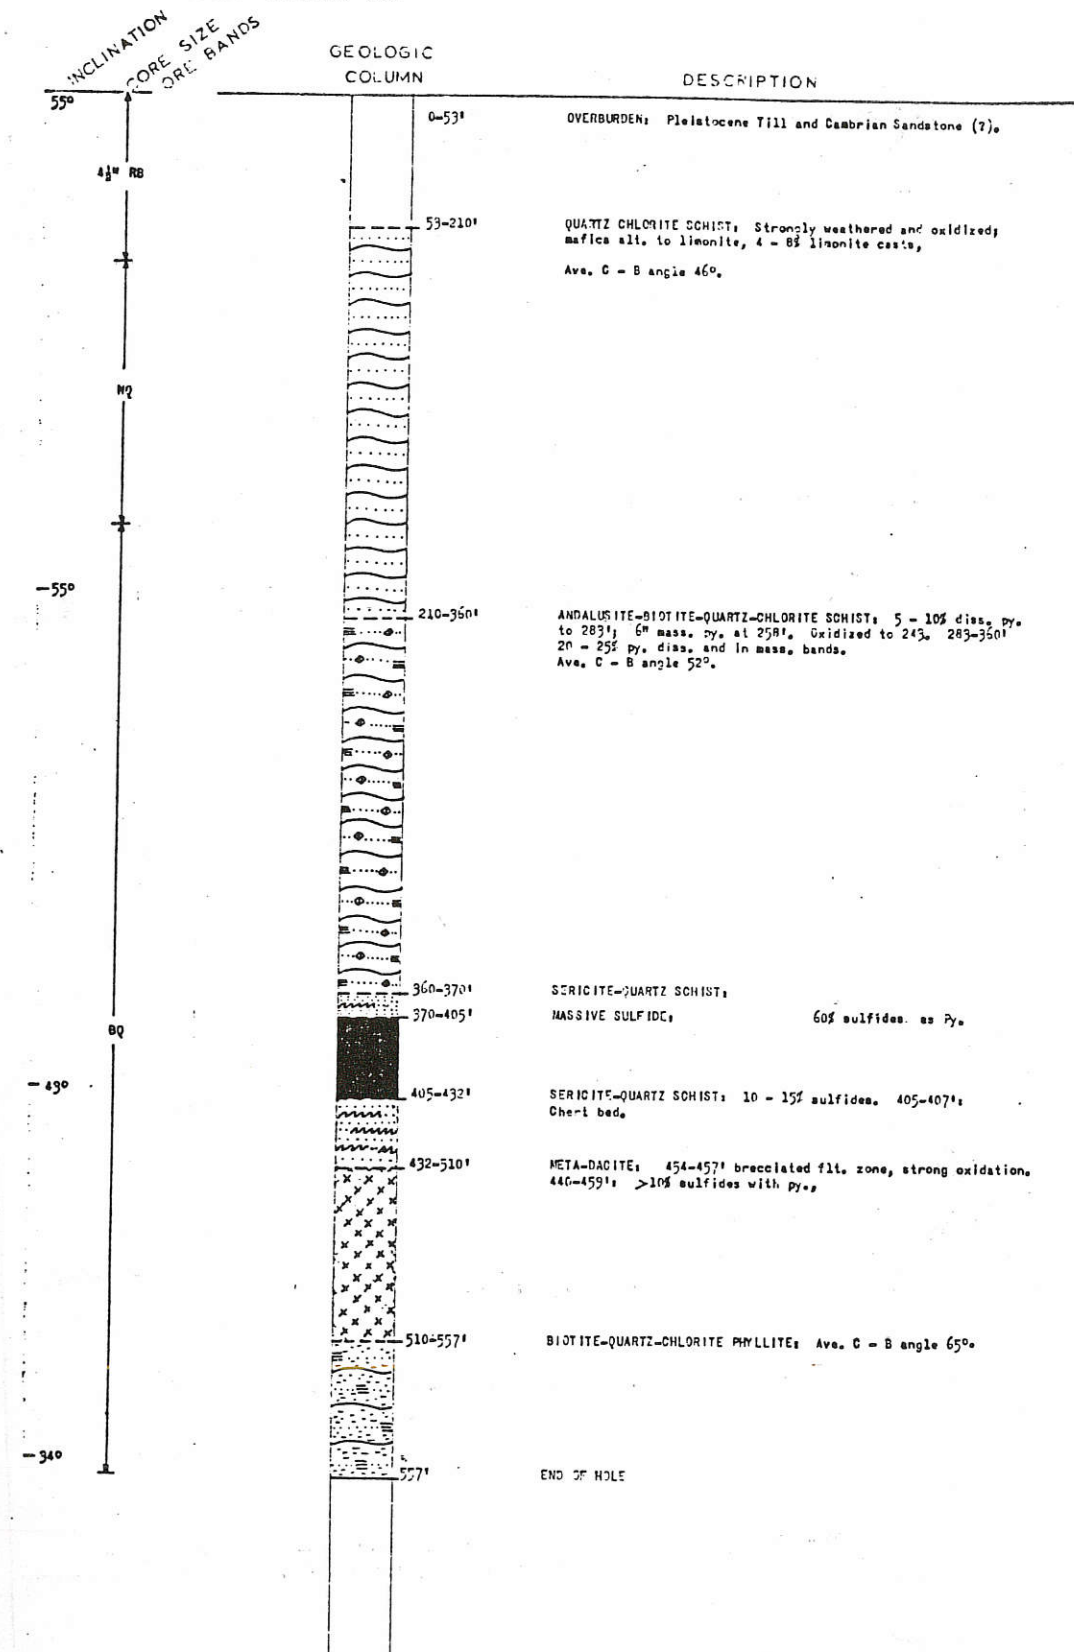 INCLINATION
CORE SIZE
ORE BANDS
GEOLOGIC
COLUMN
DESCRIPTION
55°
0-53'
OVERBURDEN: Pleistocene Till and Cambrian Sandstone (?).
4½" RB
53-210'
QUARTZ CHLORITE SCHIST: Strongly weathered and oxidized;
mafics alt. to limonite, 4 - 8% limonite casts,
Ave. C - B angle 46°.
NQ
-55°
210-360'
ANDALUSITE-BIOTITE-QUARTZ-CHLORITE SCHIST: 5 - 10% diss. py.
to 283'; 6" mass. py. at 258'. Oxidized to 243. 283-360'
20 - 25% py. diss. and in mass. bands.
Ave. C - B angle 52°.
360-370'
SERICITE-QUARTZ SCHIST:
370-405'
MASSIVE SULFIDE: 60% sulfides. as Py.
BQ
-43°
405-432'
SERICITE-QUARTZ SCHIST: 10 - 15% sulfides. 405-407':
Chert bed.
432-510'
META-DACITE: 454-457' brecciated flt. zone, strong oxidation.
440-459': >10% sulfides with py.,
510-557'
BIOTITE-QUARTZ-CHLORITE PHYLLITE: Ave. C - B angle 65°.
-34°
557'
END OF HOLE